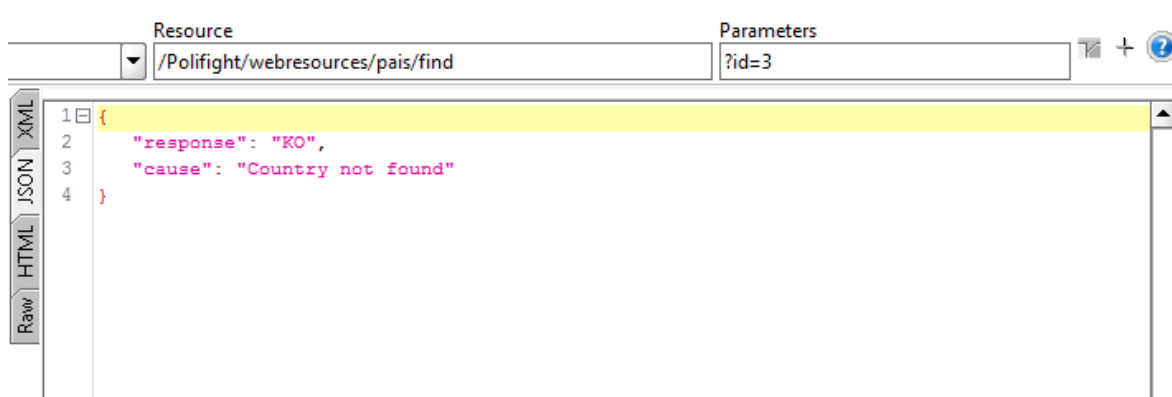 Resource Parameters
/Polifight/webresources/pais/find ?id=3
XML
JSON
HTML
Raw
1 {
2 "response": "KO",
3 "cause": "Country not found"
4 }